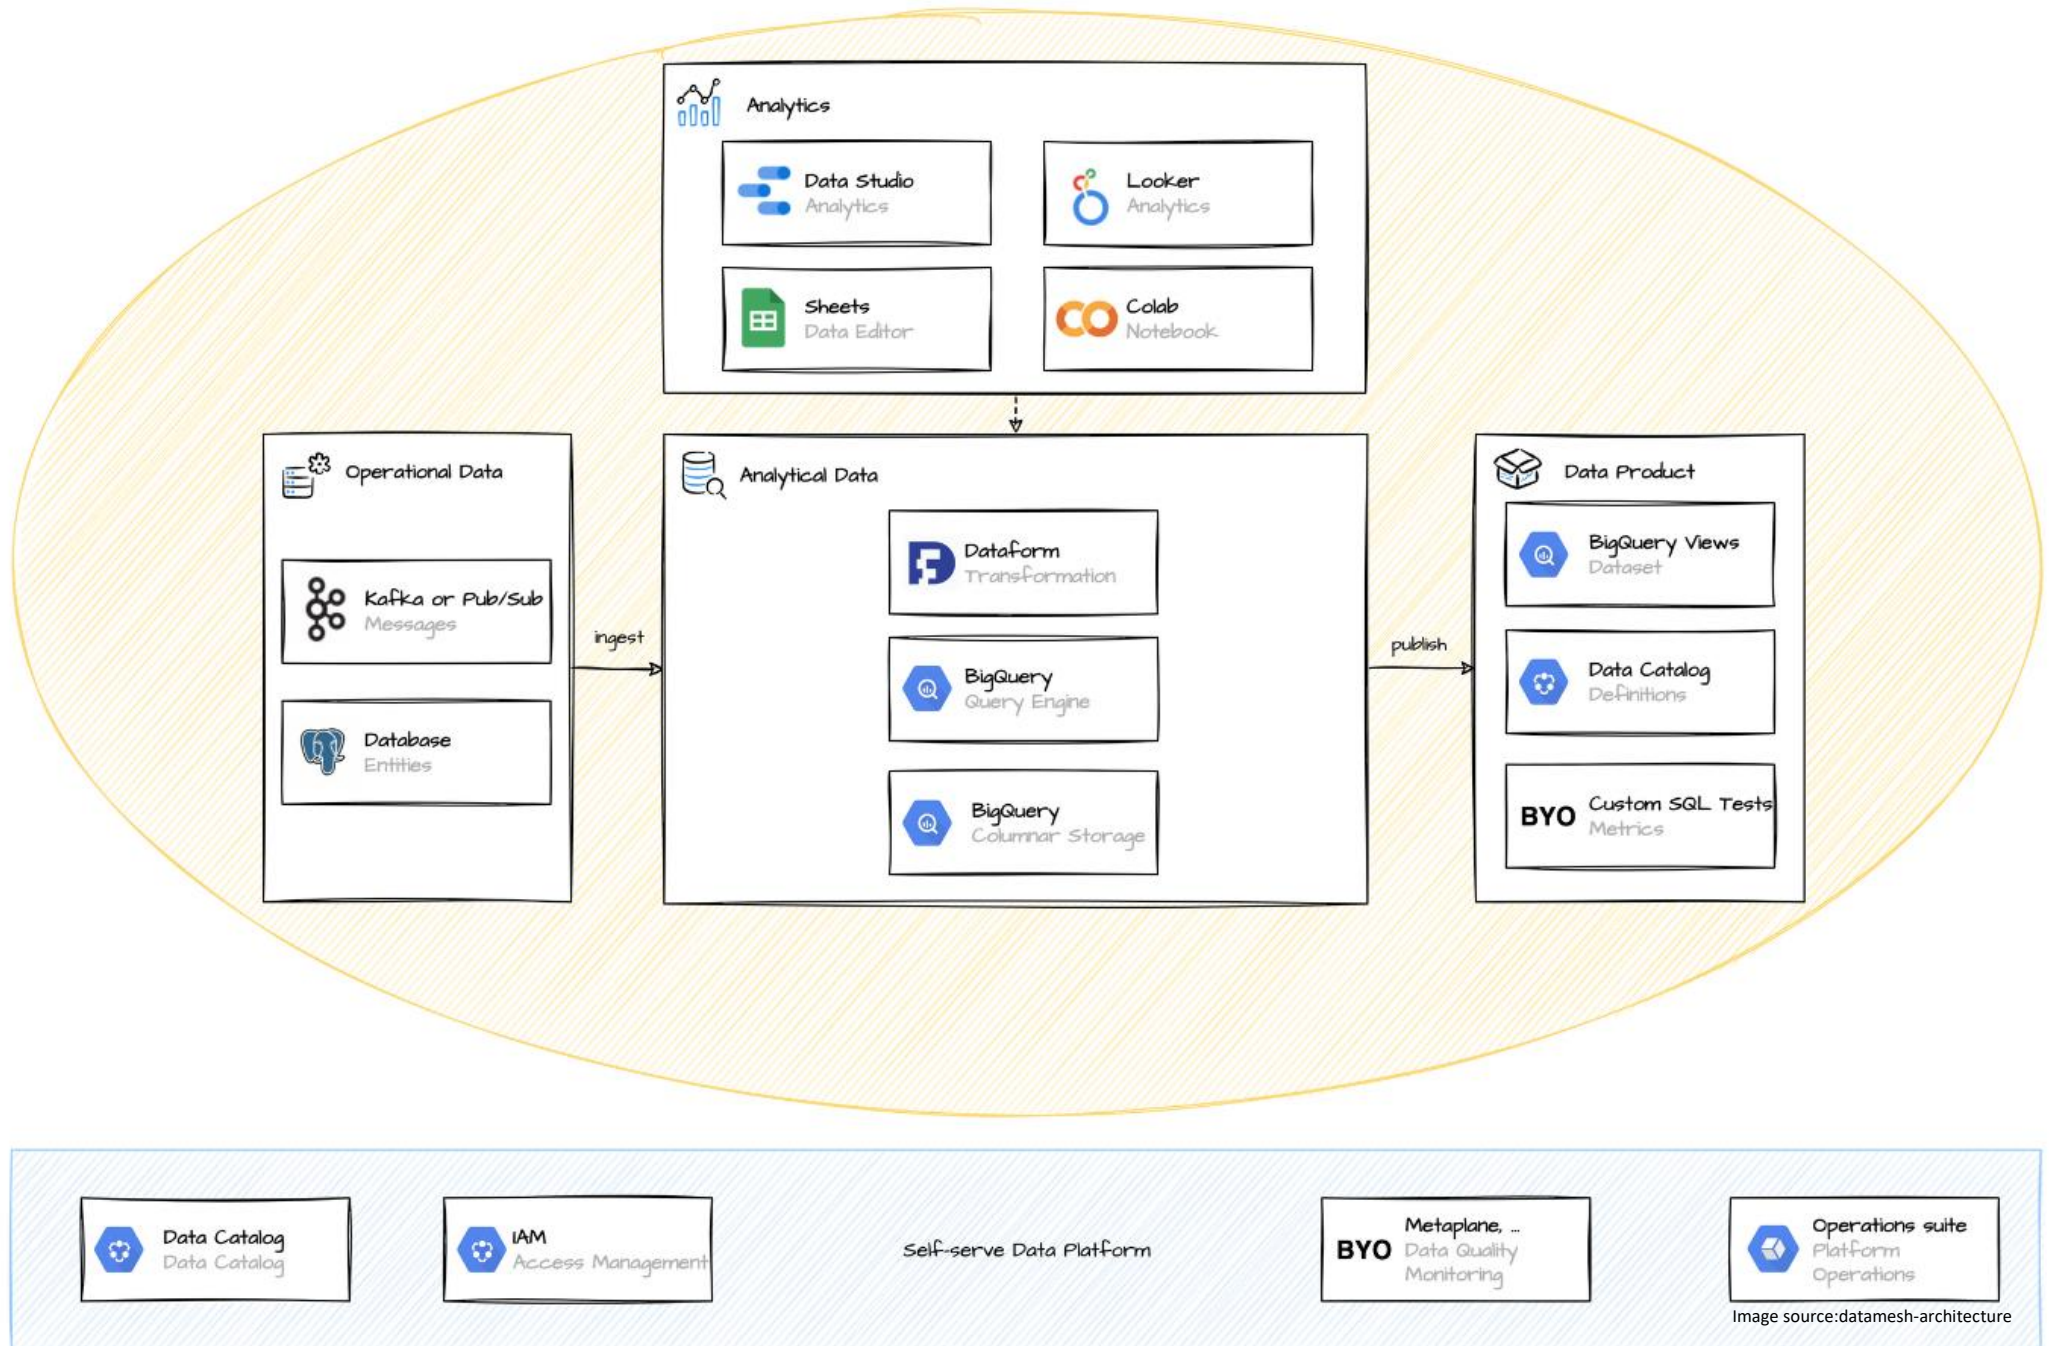 Analytics
Data Studio
Analytics
Looker
Analytics
Sheets
Data Editor
Colab
Notebook
Operational Data
Kafka or Pub/Sub
Messages
Database
Entities
ingest
Analytical Data
Dataform
Transformation
BigQuery
Query Engine
BigQuery
Columnar Storage
publish
Data Product
BigQuery Views
Dataset
Data Catalog
Definitions
BYO
Custom SQL Tests
Metrics
Data Catalog
Data Catalog
IAM
Access Management
Self-serve Data Platform
BYO
Metaplane, ...
Data Quality
Monitoring
Operations suite
Platform
Operations
Image source:datamesh-architecture